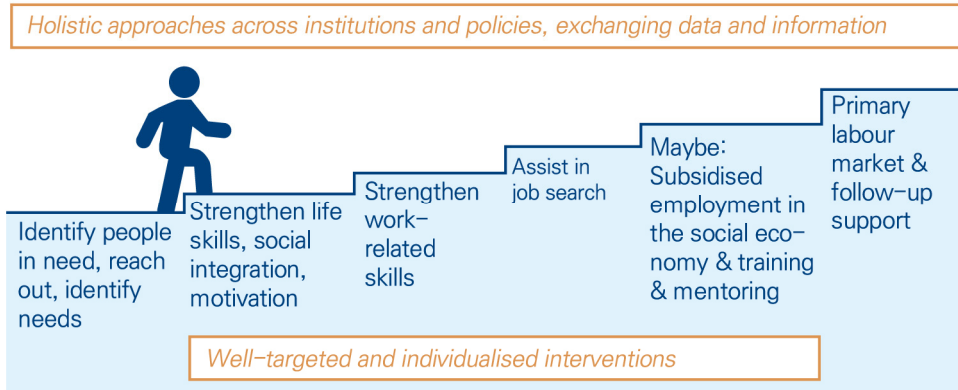 Holistic approaches across institutions and policies, exchanging data and information
Identify people
in need, reach
out, identify
needs
Strengthen life
skills, social
integration,
motivation
Strengthen
work-
related
skills
Assist in
job search
Maybe:
Subsidised
employment in
the social eco-
nomy & training
& mentoring
Primary
labour
market &
follow-up
support
Well-targeted and individualised interventions